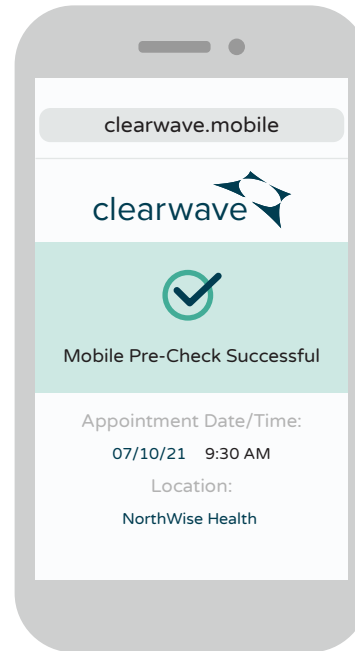 clearwave.mobile
clearwave
Mobile Pre-Check Successful
Appointment Date/Time:
07/10/21 9:30 AM
Location:
NorthWise Health